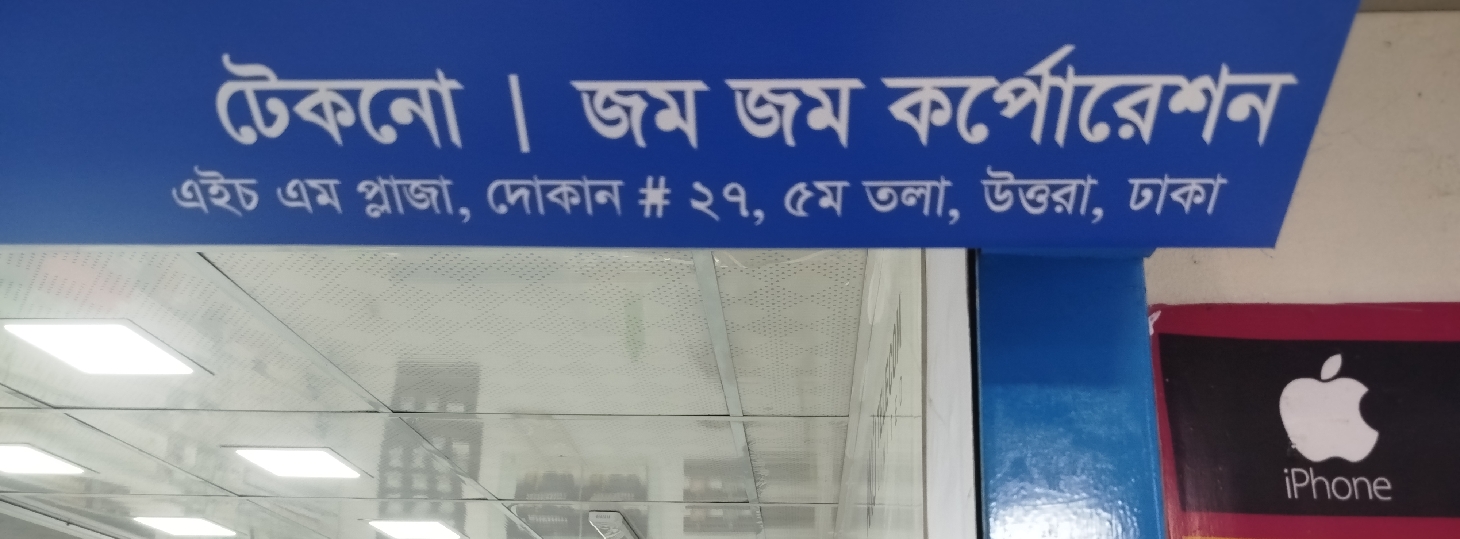 টেকনো | জম জম কর্পোরেশন
এইচ এম প্লাজা, দোকান # ২৭, ৫ম তলা, উত্তরা, ঢাকা
iPhone